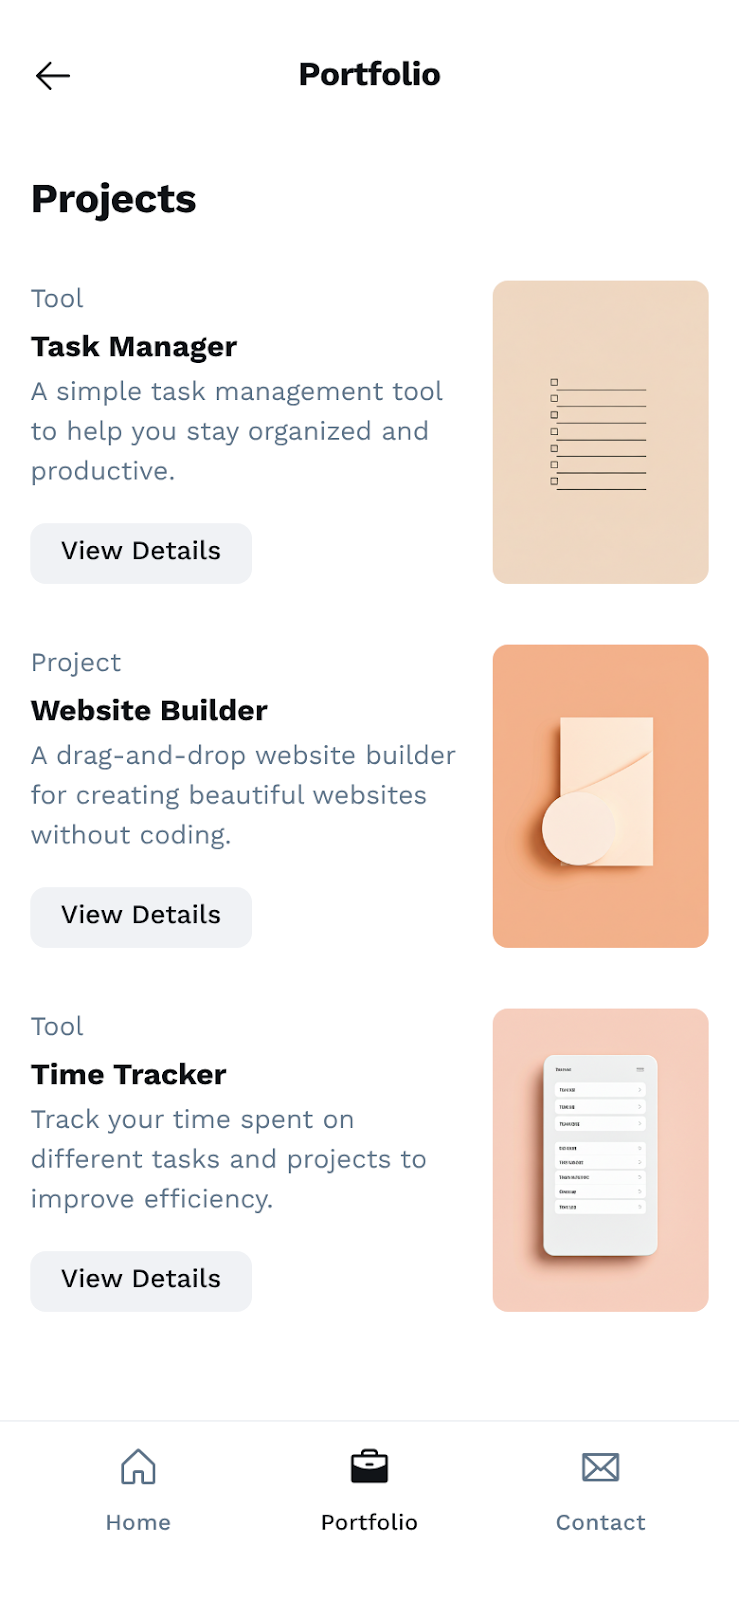 Portfolio
Projects
Tool
Task Manager
A simple task management tool
to help you stay organized and
productive.
View Details
Project
Website Builder
A drag-and-drop website builder
for creating beautiful websites
without coding.
View Details
Tool
Time Tracker
Track your time spent on
different tasks and projects to
improve efficiency.
View Details
Home
Portfolio
Contact